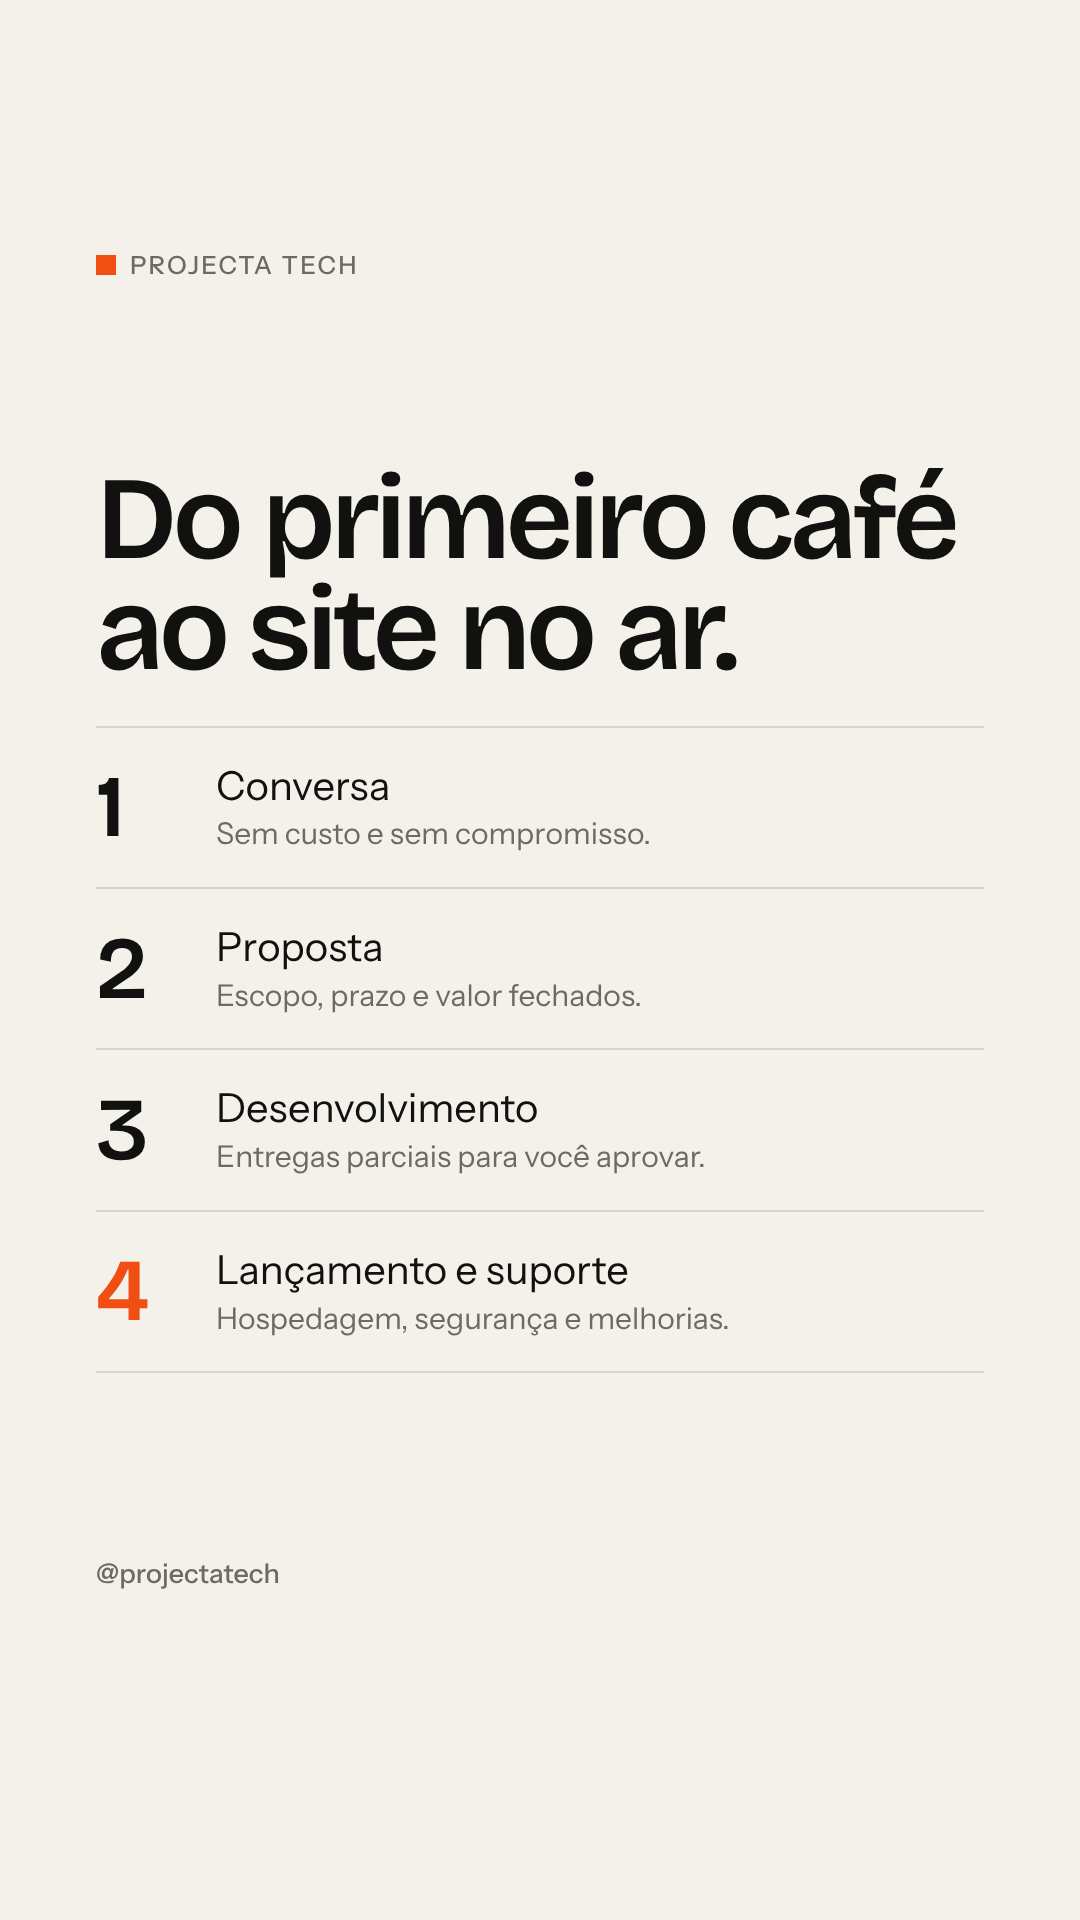 PROJECTA TECH
Do primeiro café
ao site no ar.
1
Conversa
Sem custo e sem compromisso.
2
Proposta
Escopo, prazo e valor fechados.
3
Desenvolvimento
Entregas parciais para você aprovar.
4
Lançamento e suporte
Hospedagem, segurança e melhorias.
@projectatech